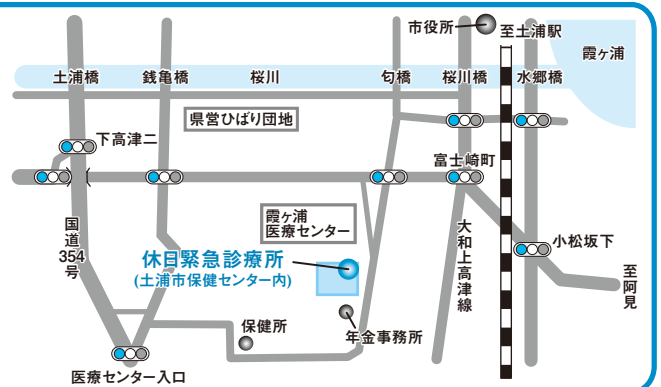 市役所
至土浦駅
霞ヶ浦
土浦橋
銭亀橋
桜川
匂橋
桜川橋
水郷橋
県営ひばり団地
下高津二
富士崎町
霞ヶ浦
医療センター
国道354号
休日緊急診療所
(土浦市保健センター内)
大和上高津線
小松坂下
至阿見
保健所
年金事務所
医療センター入口